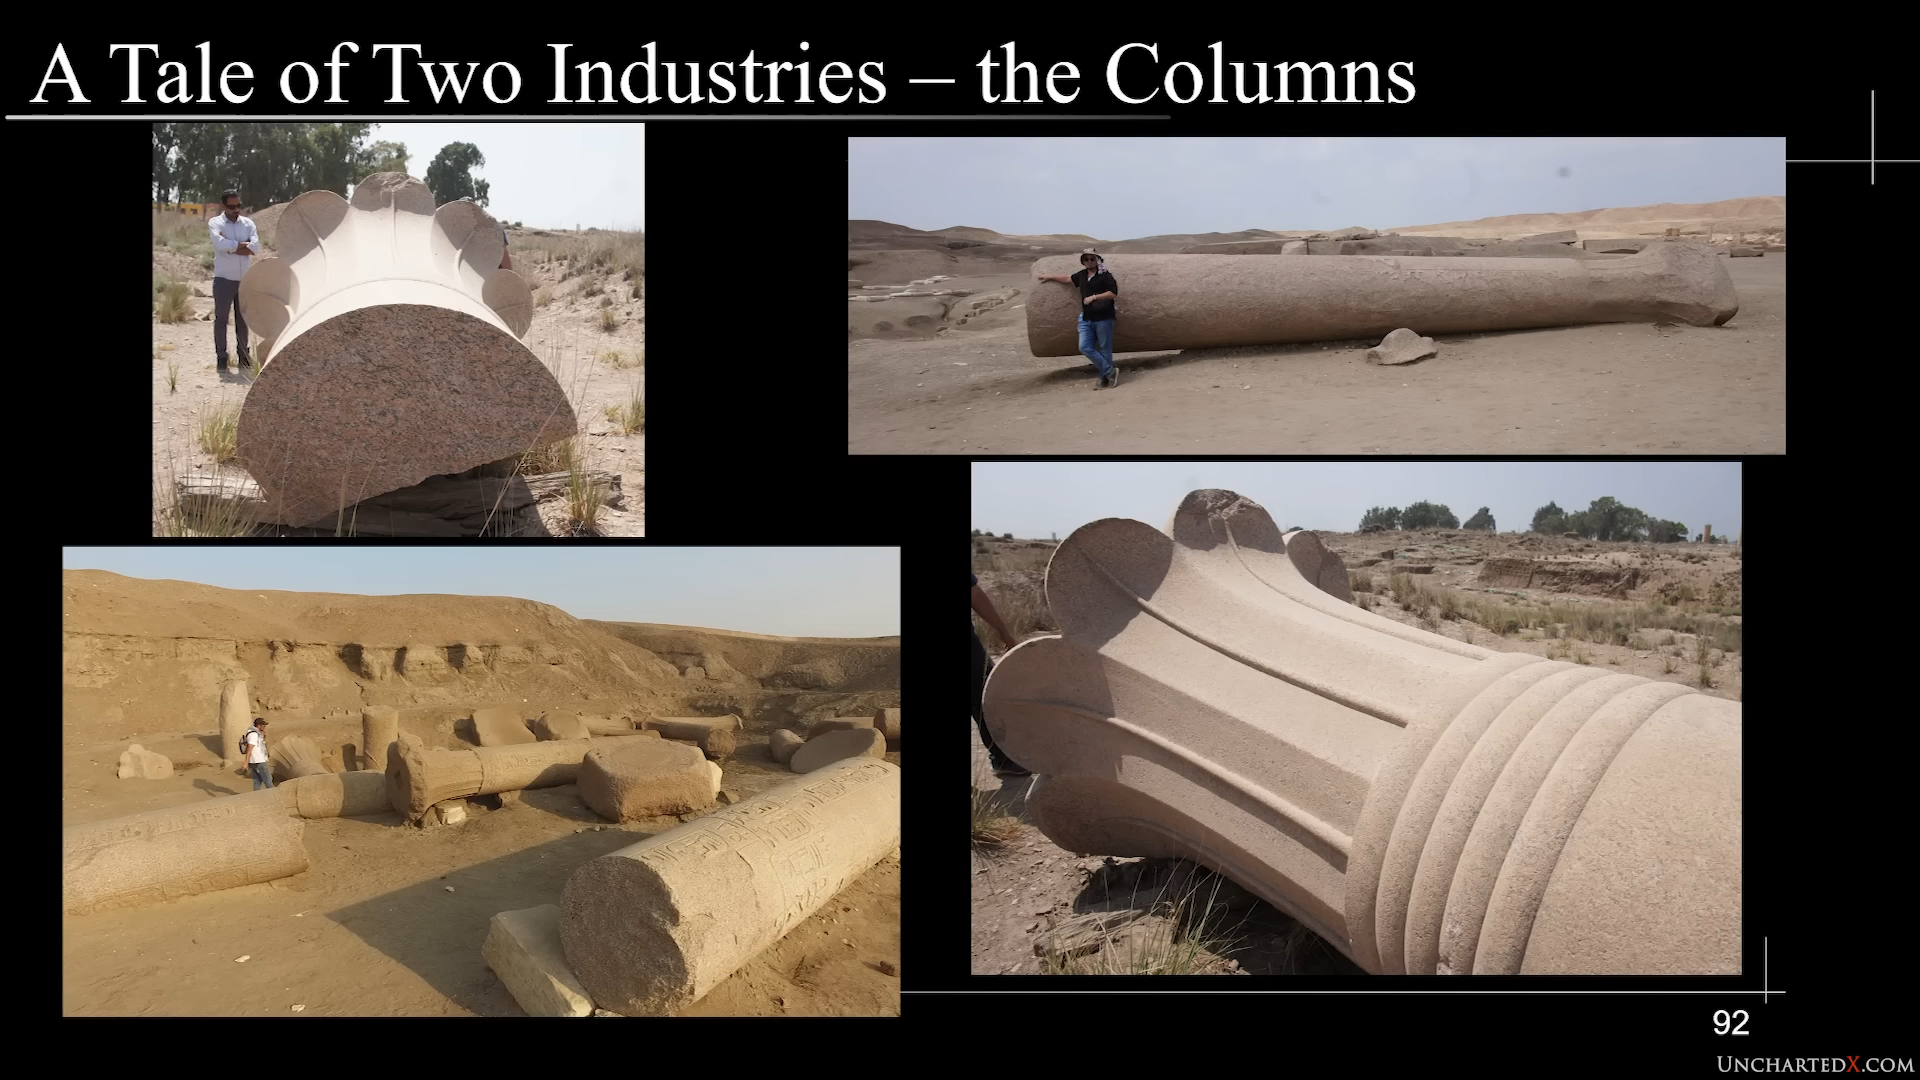 A Tale of Two Industries – the Columns
92
UnchartedX.com